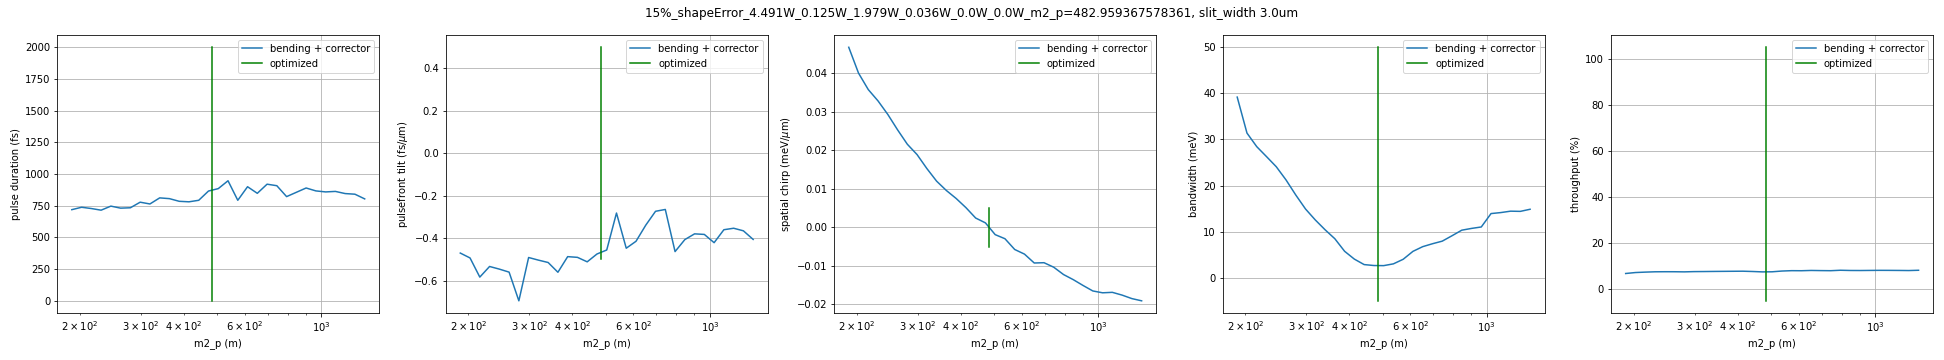 15%_shapeError_4.491W_0.125W_1.979W_0.036W_0.0W_0.0W_m2_p=482.959367578361, slit_width 3.0um
pulse duration (fs)
2000
1750
1500
1250
1000
750
500
250
0
bending + corrector
optimized
2 × 10²
3 × 10²
4 × 10²
6 × 10²
10³
m2_p (m)
pulsefront tilt (fs/μm)
0.4
0.2
0.0
−0.2
−0.4
−0.6
bending + corrector
optimized
2 × 10²
3 × 10²
4 × 10²
6 × 10²
10³
m2_p (m)
spatial chirp (meV/μm)
0.04
0.03
0.02
0.01
0.00
−0.01
−0.02
bending + corrector
optimized
2 × 10²
3 × 10²
4 × 10²
6 × 10²
10³
m2_p (m)
bandwidth (meV)
50
40
30
20
10
0
bending + corrector
optimized
2 × 10²
3 × 10²
4 × 10²
6 × 10²
10³
m2_p (m)
throughput (%)
100
80
60
40
20
0
bending + corrector
optimized
2 × 10²
3 × 10²
4 × 10²
6 × 10²
10³
m2_p (m)